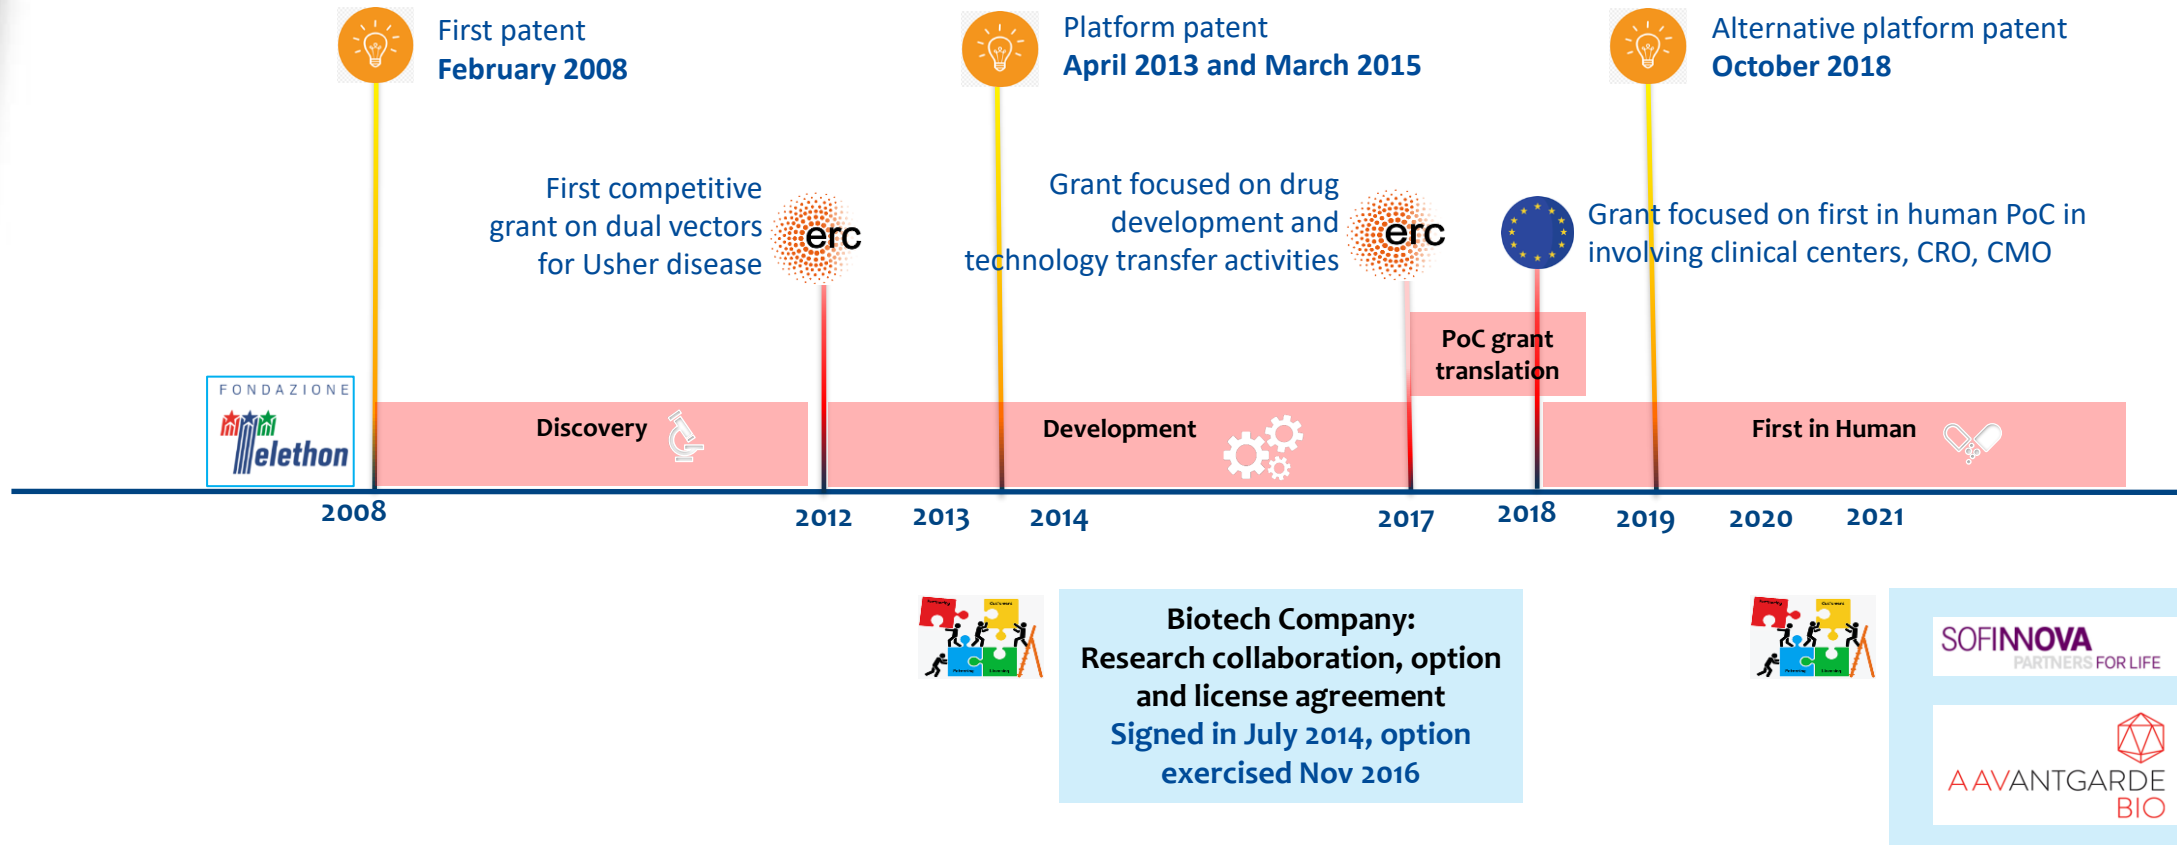 First patent
February 2008
Platform patent
April 2013 and March 2015
Alternative platform patent
October 2018
First competitive
grant on dual vectors
for Usher disease
erc
Grant focused on drug
development and
technology transfer activities
erc
Grant focused on first in human PoC in
involving clinical centers, CRO, CMO
PoC grant
translation
FONDAZIONE
Telethon
Discovery
Development
First in Human
2008
2012
2013
2014
2017
2018
2019
2020
2021
Biotech Company:
Research collaboration, option
and license agreement
Signed in July 2014, option
exercised Nov 2016
SOFINNOVA
PARTNERS FOR LIFE
AAVANTGARDE
BIO